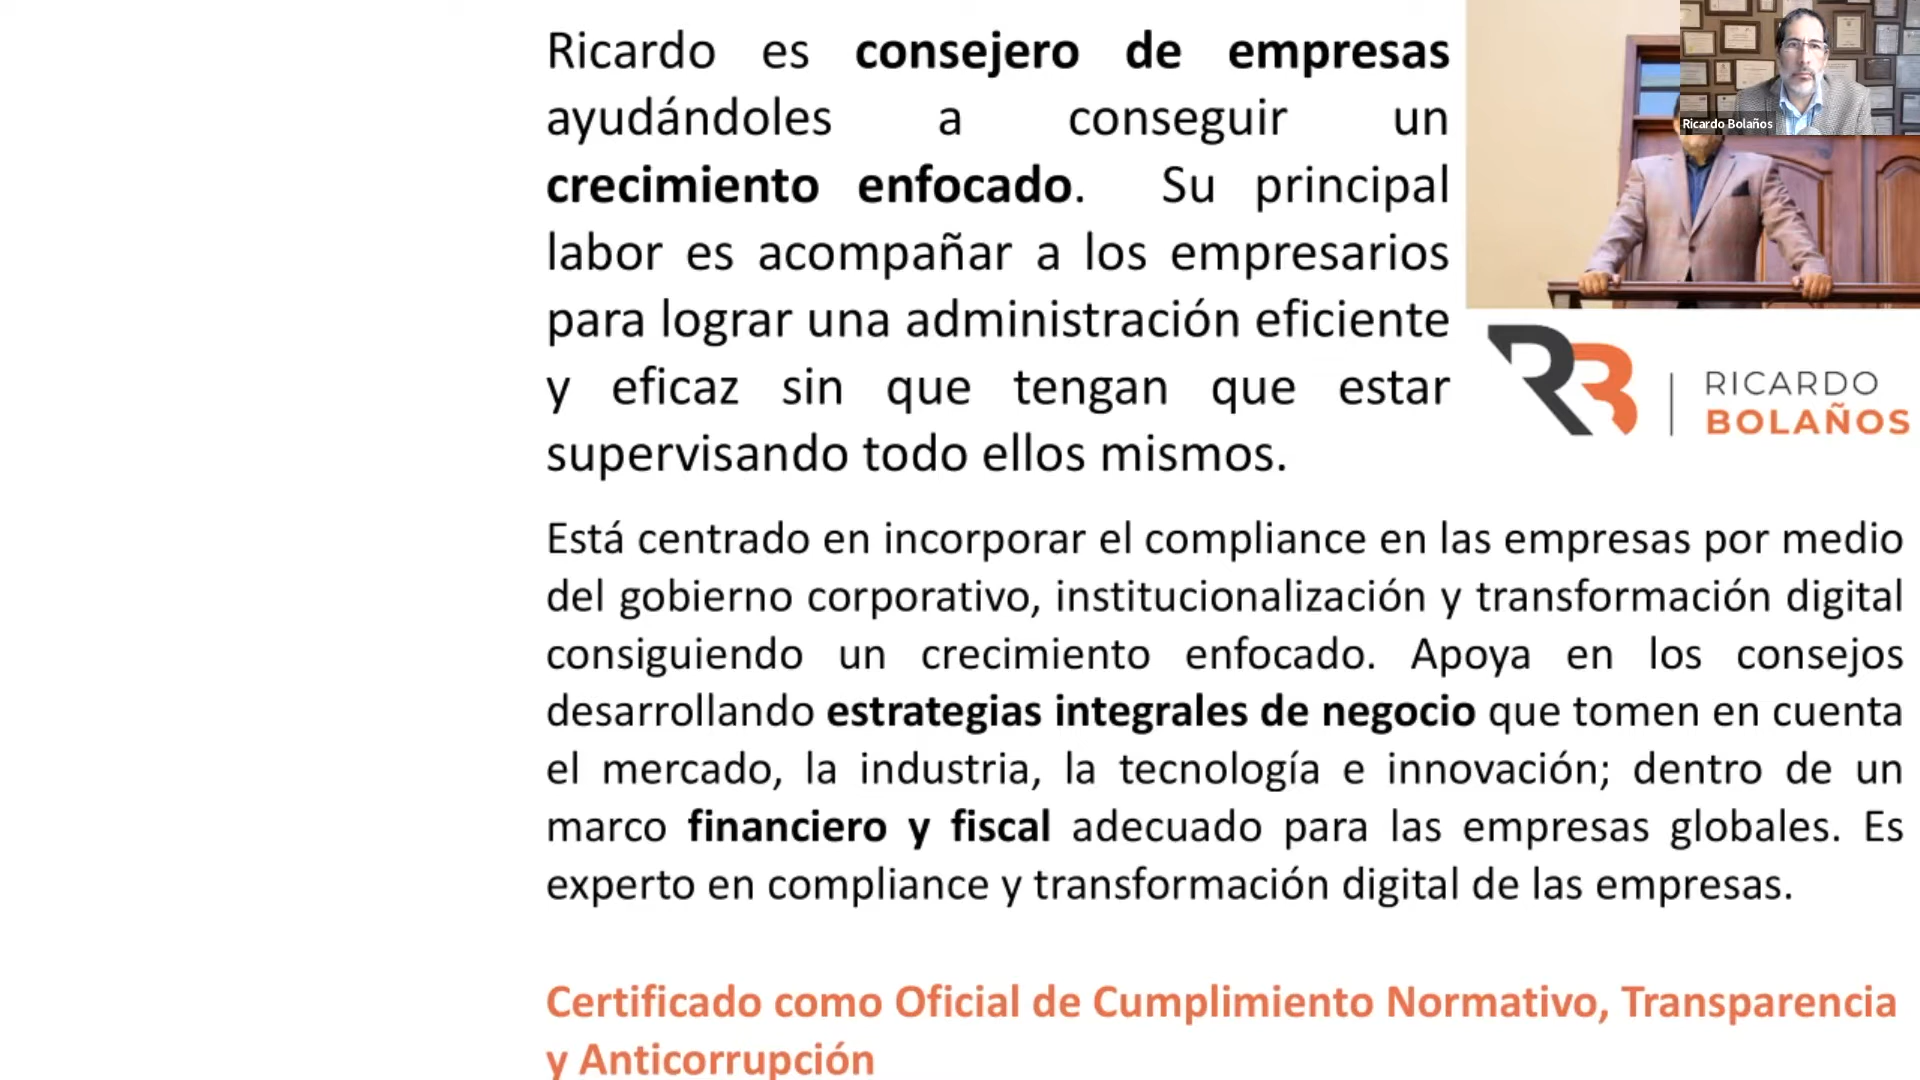 Ricardo es consejero de empresas
ayudándoles a conseguir un
crecimiento enfocado. Su principal
labor es acompañar a los empresarios
para lograr una administración eficiente
y eficaz sin que tengan que estar
supervisando todo ellos mismos.
Ricardo Bolaños
RICARDO
BOLAÑOS
Está centrado en incorporar el compliance en las empresas por medio
del gobierno corporativo, institucionalización y transformación digital
consiguiendo un crecimiento enfocado. Apoya en los consejos
desarrollando estrategias integrales de negocio que tomen en cuenta
el mercado, la industria, la tecnología e innovación; dentro de un
marco financiero y fiscal adecuado para las empresas globales. Es
experto en compliance y transformación digital de las empresas.
Certificado como Oficial de Cumplimiento Normativo, Transparencia
y Anticorrupción